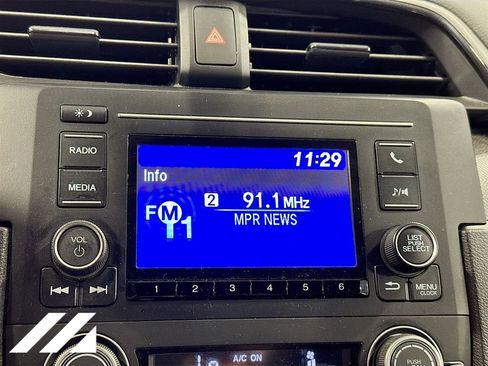 RADIO
MEDIA
VOL
11:29
Info
FM1
2 91.1 MHz
MPR NEWS
LIST
PUSH
SELECT
MENU
CLOCK
1 2 3 4 5 6
A/C ON